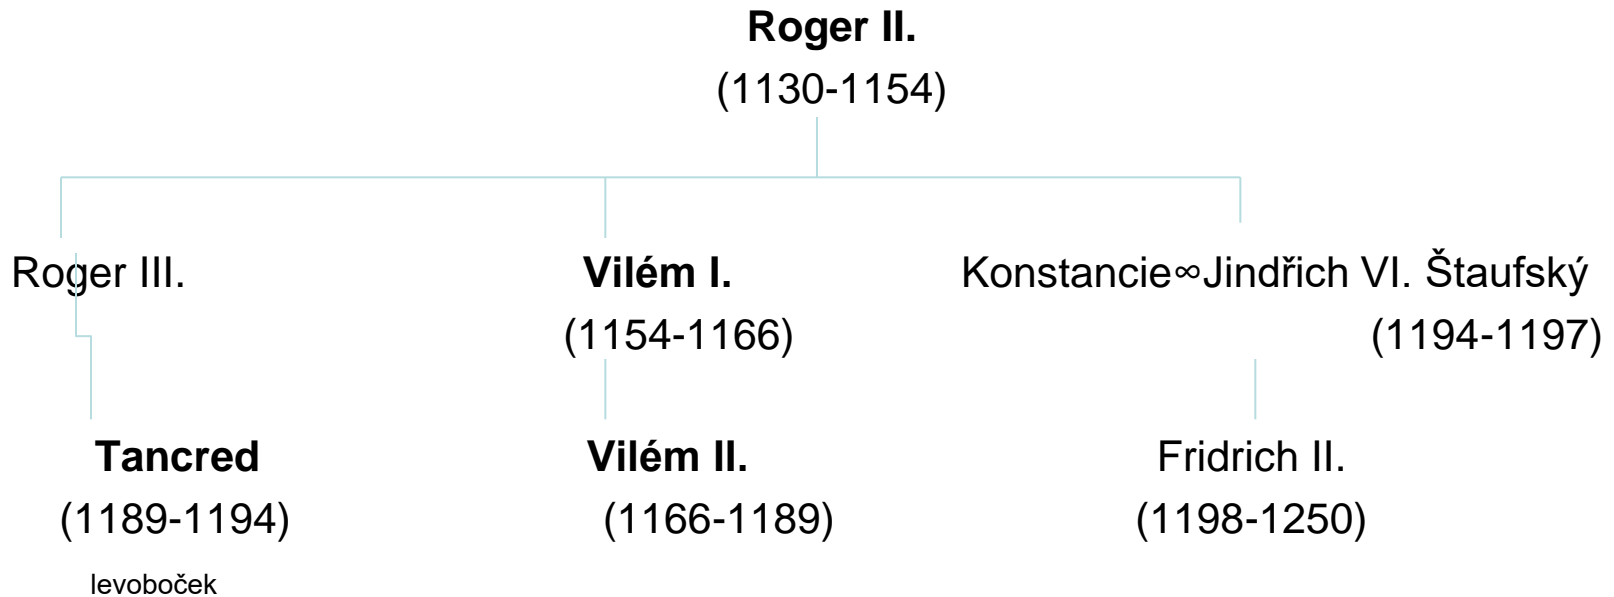 Roger II.
(1130-1154)
Roger III. Vilém I. Konstancie∞Jindřich VI. Štaufský
(1154-1166) (1194-1197)
Tancred Vilém II. Fridrich II.
(1189-1194) (1166-1189) (1198-1250)
levoboček